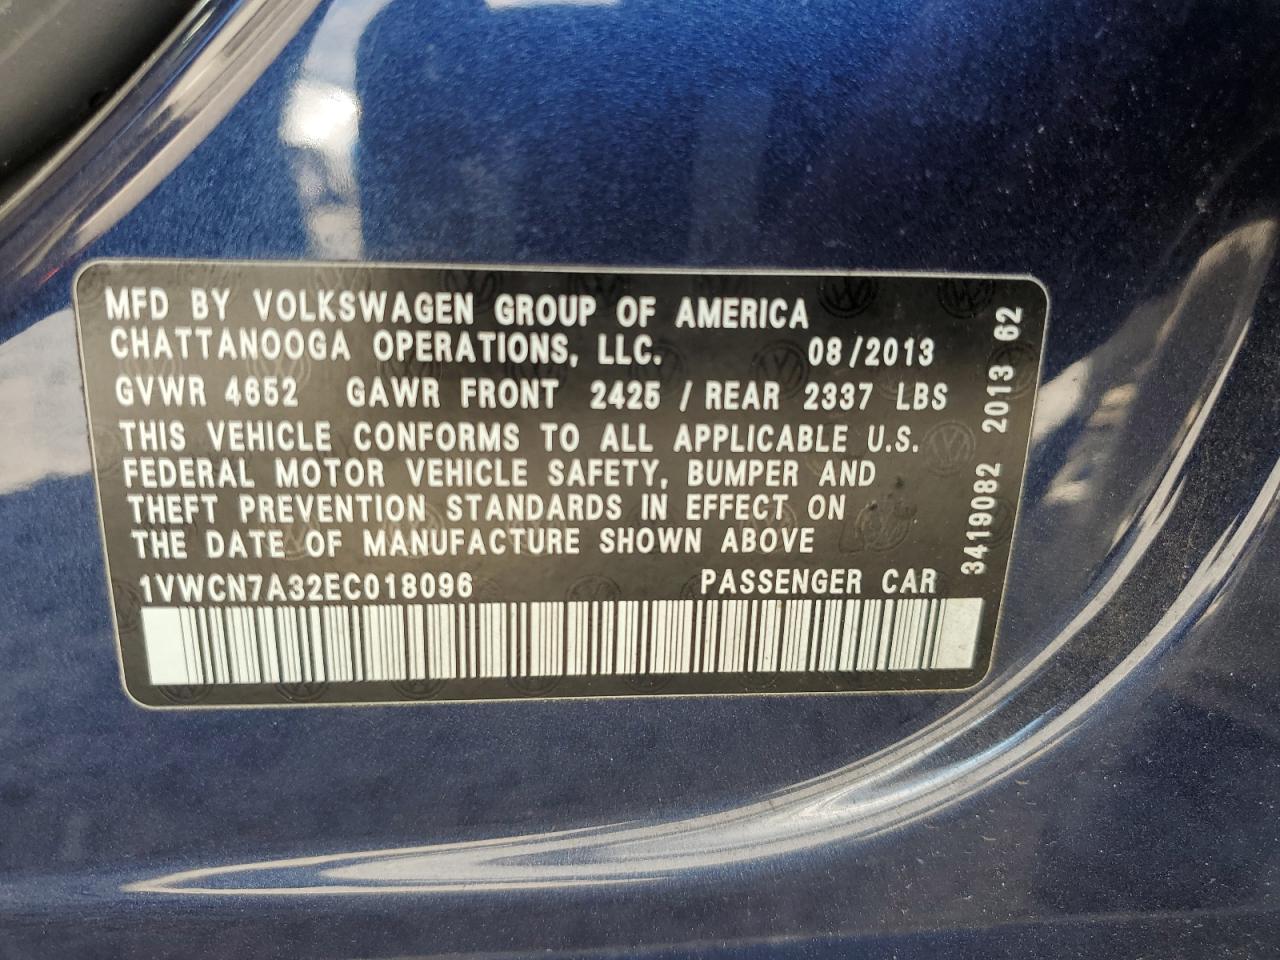 MFD BY VOLKSWAGEN GROUP OF AMERICA
CHATTANOOGA OPERATIONS, LLC. 08/2013
GVWR 4652 GAWR FRONT 2425 / REAR 2337 LBS
THIS VEHICLE CONFORMS TO ALL APPLICABLE U.S.
FEDERAL MOTOR VEHICLE SAFETY, BUMPER AND
THEFT PREVENTION STANDARDS IN EFFECT ON
THE DATE OF MANUFACTURE SHOWN ABOVE
1VWCN7A32EC018096 PASSENGER CAR
3419082 2013 62